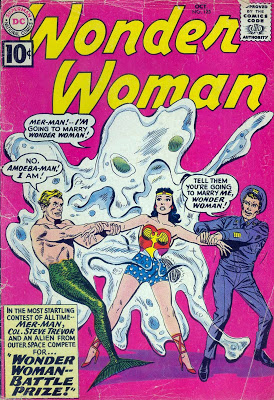 DC
10¢
Wonder
Woman
OCT
APPROVED
BY THE
COMICS
CODE
AUTHORITY
MER-MAN!--I'M
GOING TO MARRY
WONDER WOMAN!
NO,
AMOEBA-MAN!
I AM!
TELL THEM
YOU'RE GOING
TO MARRY ME,
WONDER
WOMAN!
IN THE MOST STARTLING
CONTEST OF ALL TIME--
MER-MAN,
COL. STEVE TREVOR
AND AN ALIEN FROM
OUTER SPACE COMPETE
FOR...
"WONDER
WOMAN--
BATTLE
PRIZE!"